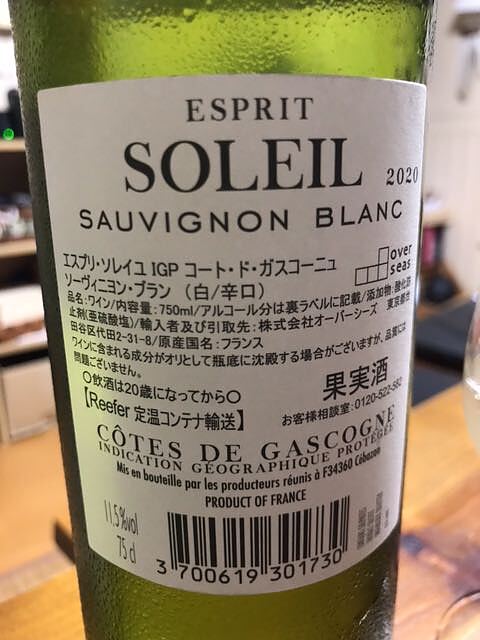 ESPRIT
SOLEIL 2020
SAUVIGNON BLANC
エスプリ・ソレイユ IGP コート・ド・ガスコーニュ
ソーヴィニヨン・ブラン (白/辛口)
over seas
品名:ワイン/内容量:750ml/アルコール分は裏ラベルに記載/添加物:酸化防
止剤(亜硫酸塩)/輸入者及び引取先:株式会社オーバーシーズ 東京都世
田谷区代田2-31-8/原産国名:フランス
ワインに含まれる成分がオリとして瓶底に沈殿する場合がございますが、品質には
問題ございません。
○飲酒は20歳になってから○
【Reefer 定温コンテナ輸送】
果実酒
お客様相談室:0120-522-582
CÔTES DE GASCOGNE
INDICATION GÉOGRAPHIQUE PROTÉGÉE
Mis en bouteille par les producteurs réunis à F34360 Cébazan
PRODUCT OF FRANCE
11,5%vol
75 cl
3 700619 301730